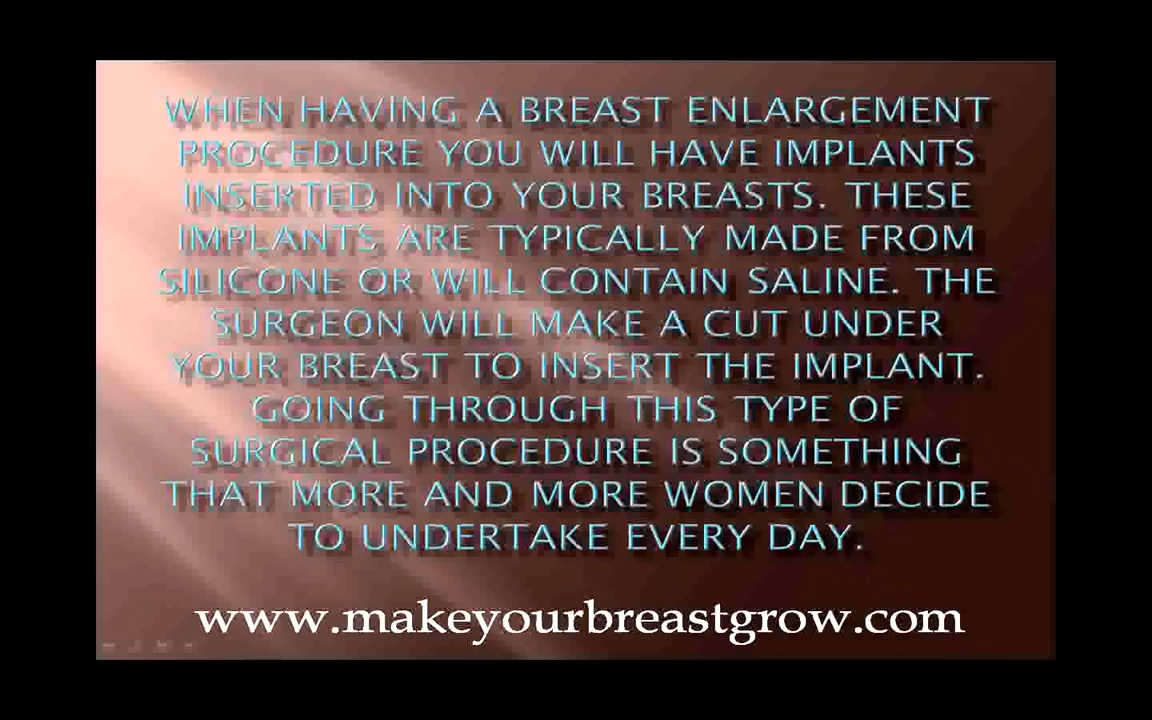 WHEN HAVING A BREAST ENLARGEMENT
PROCEDURE YOU WILL HAVE IMPLANTS
INSERTED INTO YOUR BREASTS. THESE
IMPLANTS ARE TYPICALLY MADE FROM
SILICONE OR WILL CONTAIN SALINE. THE
SURGEON WILL MAKE A CUT UNDER
YOUR BREAST TO INSERT THE IMPLANT.
GOING THROUGH THIS TYPE OF
SURGICAL PROCEDURE IS SOMETHING
THAT MORE AND MORE WOMEN DECIDE
TO UNDERTAKE EVERY DAY.
www.makeyourbreastgrow.com